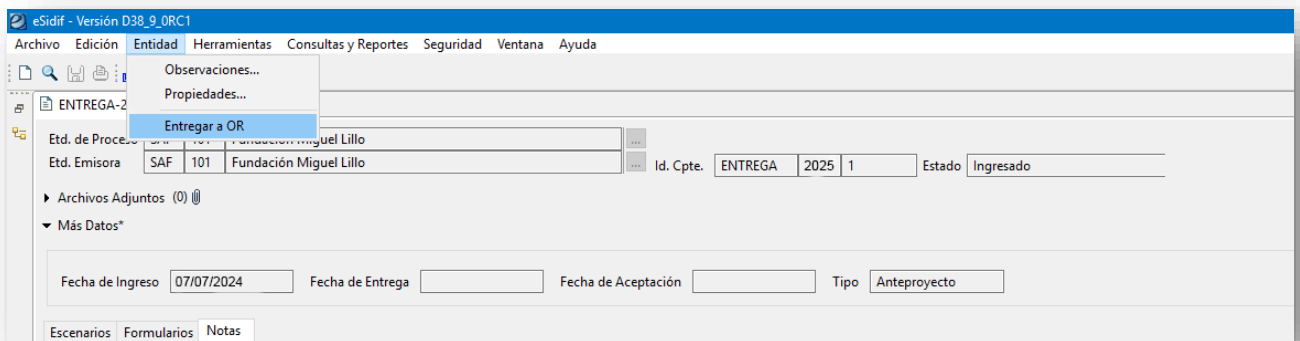 eSidif - Versión D38_9_0RC1
Archivo Edición Entidad Herramientas Consultas y Reportes Seguridad Ventana Ayuda
Observaciones...
Propiedades...
Entregar a OR
ENTREGA-2
Etd. de Proceso SAF 101 Fundación Miguel Lillo ...
Etd. Emisora SAF 101 Fundación Miguel Lillo ... Id. Cpte. ENTREGA 2025 1 Estado Ingresado
Archivos Adjuntos (0)
Más Datos*
Fecha de Ingreso 07/07/2024 Fecha de Entrega Fecha de Aceptación Tipo Anteproyecto
Escenarios Formularios Notas